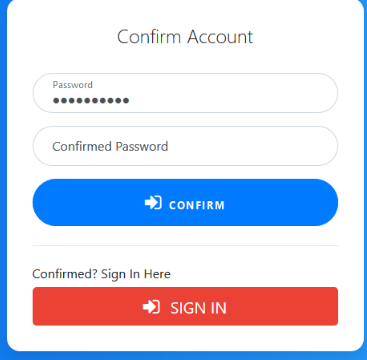 Confirm Account
Password
••••••••••
Confirmed Password
CONFIRM
Confirmed? Sign In Here
SIGN IN